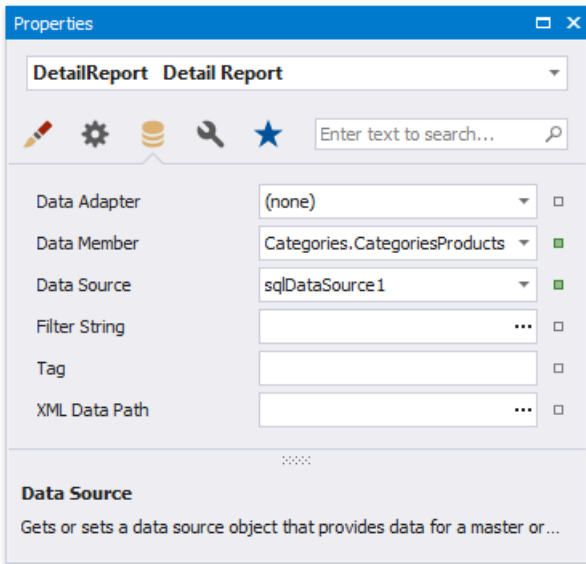 Properties
DetailReport Detail Report
Enter text to search...
Data Adapter (none)
Data Member Categories.CategoriesProducts
Data Source sqlDataSource1
Filter String ...
Tag
XML Data Path ...
Data Source
Gets or sets a data source object that provides data for a master or...